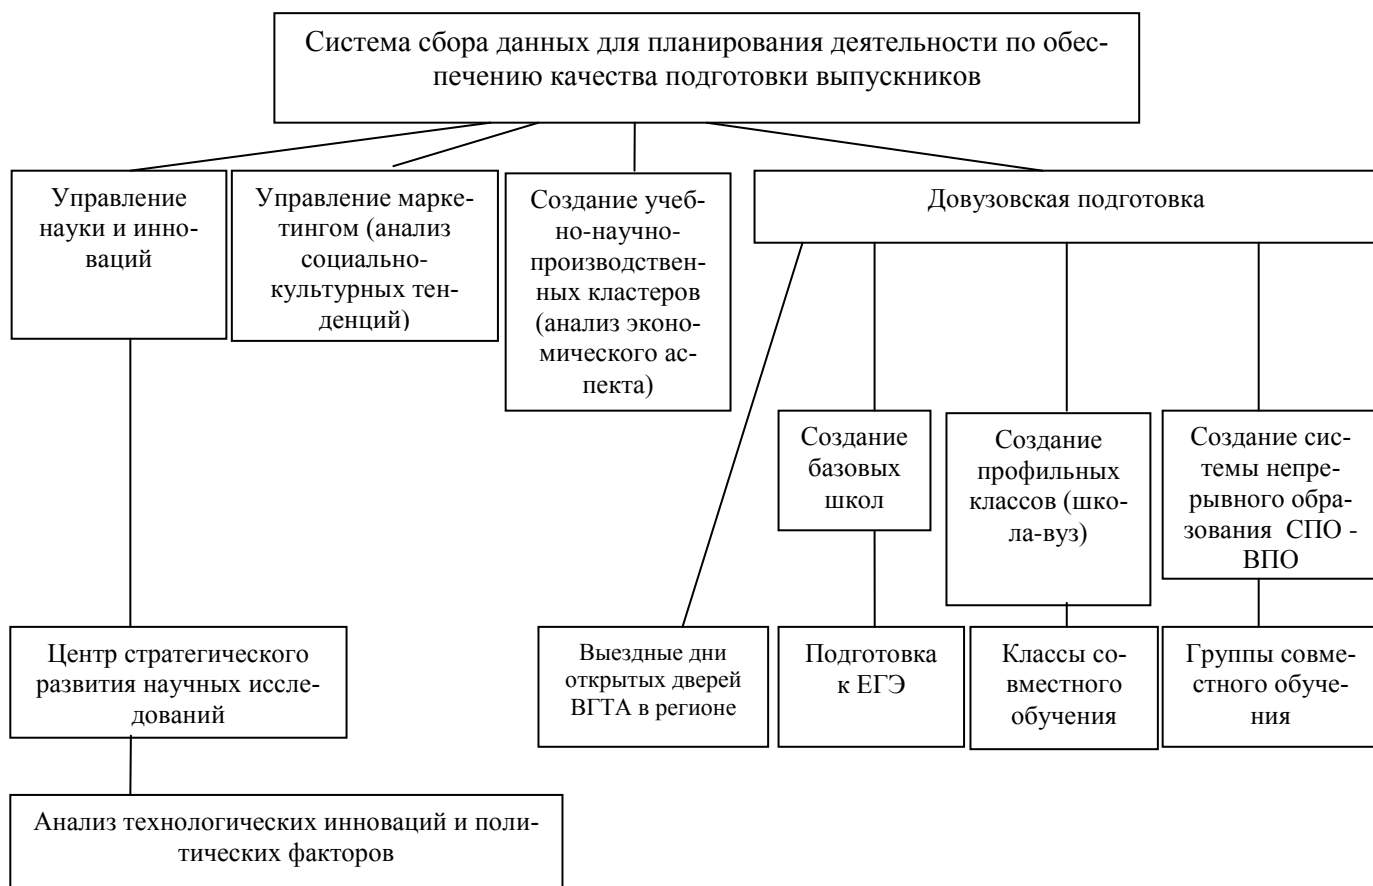 Система сбора данных для планирования деятельности по обес-
печению качества подготовки выпускников
Управление
науки и инно-
ваций
Управление марке-
тингом (анализ
социально-
культурных тен-
денций)
Создание учеб-
но-научно-
производствен-
ных кластеров
(анализ эконо-
мического ас-
пекта)
Довузовская подготовка
Создание
базовых
школ
Создание
профильных
классов (шко-
ла-вуз)
Создание сис-
темы непре-
рывного обра-
зования СПО -
ВПО
Центр стратегического
развития научных иссле-
дований
Выездные дни
открытых дверей
ВГТА в регионе
Подготовка
к ЕГЭ
Классы со-
вместного
обучения
Группы совме-
стного обуче-
ния
Анализ технологических инноваций и поли-
тических факторов